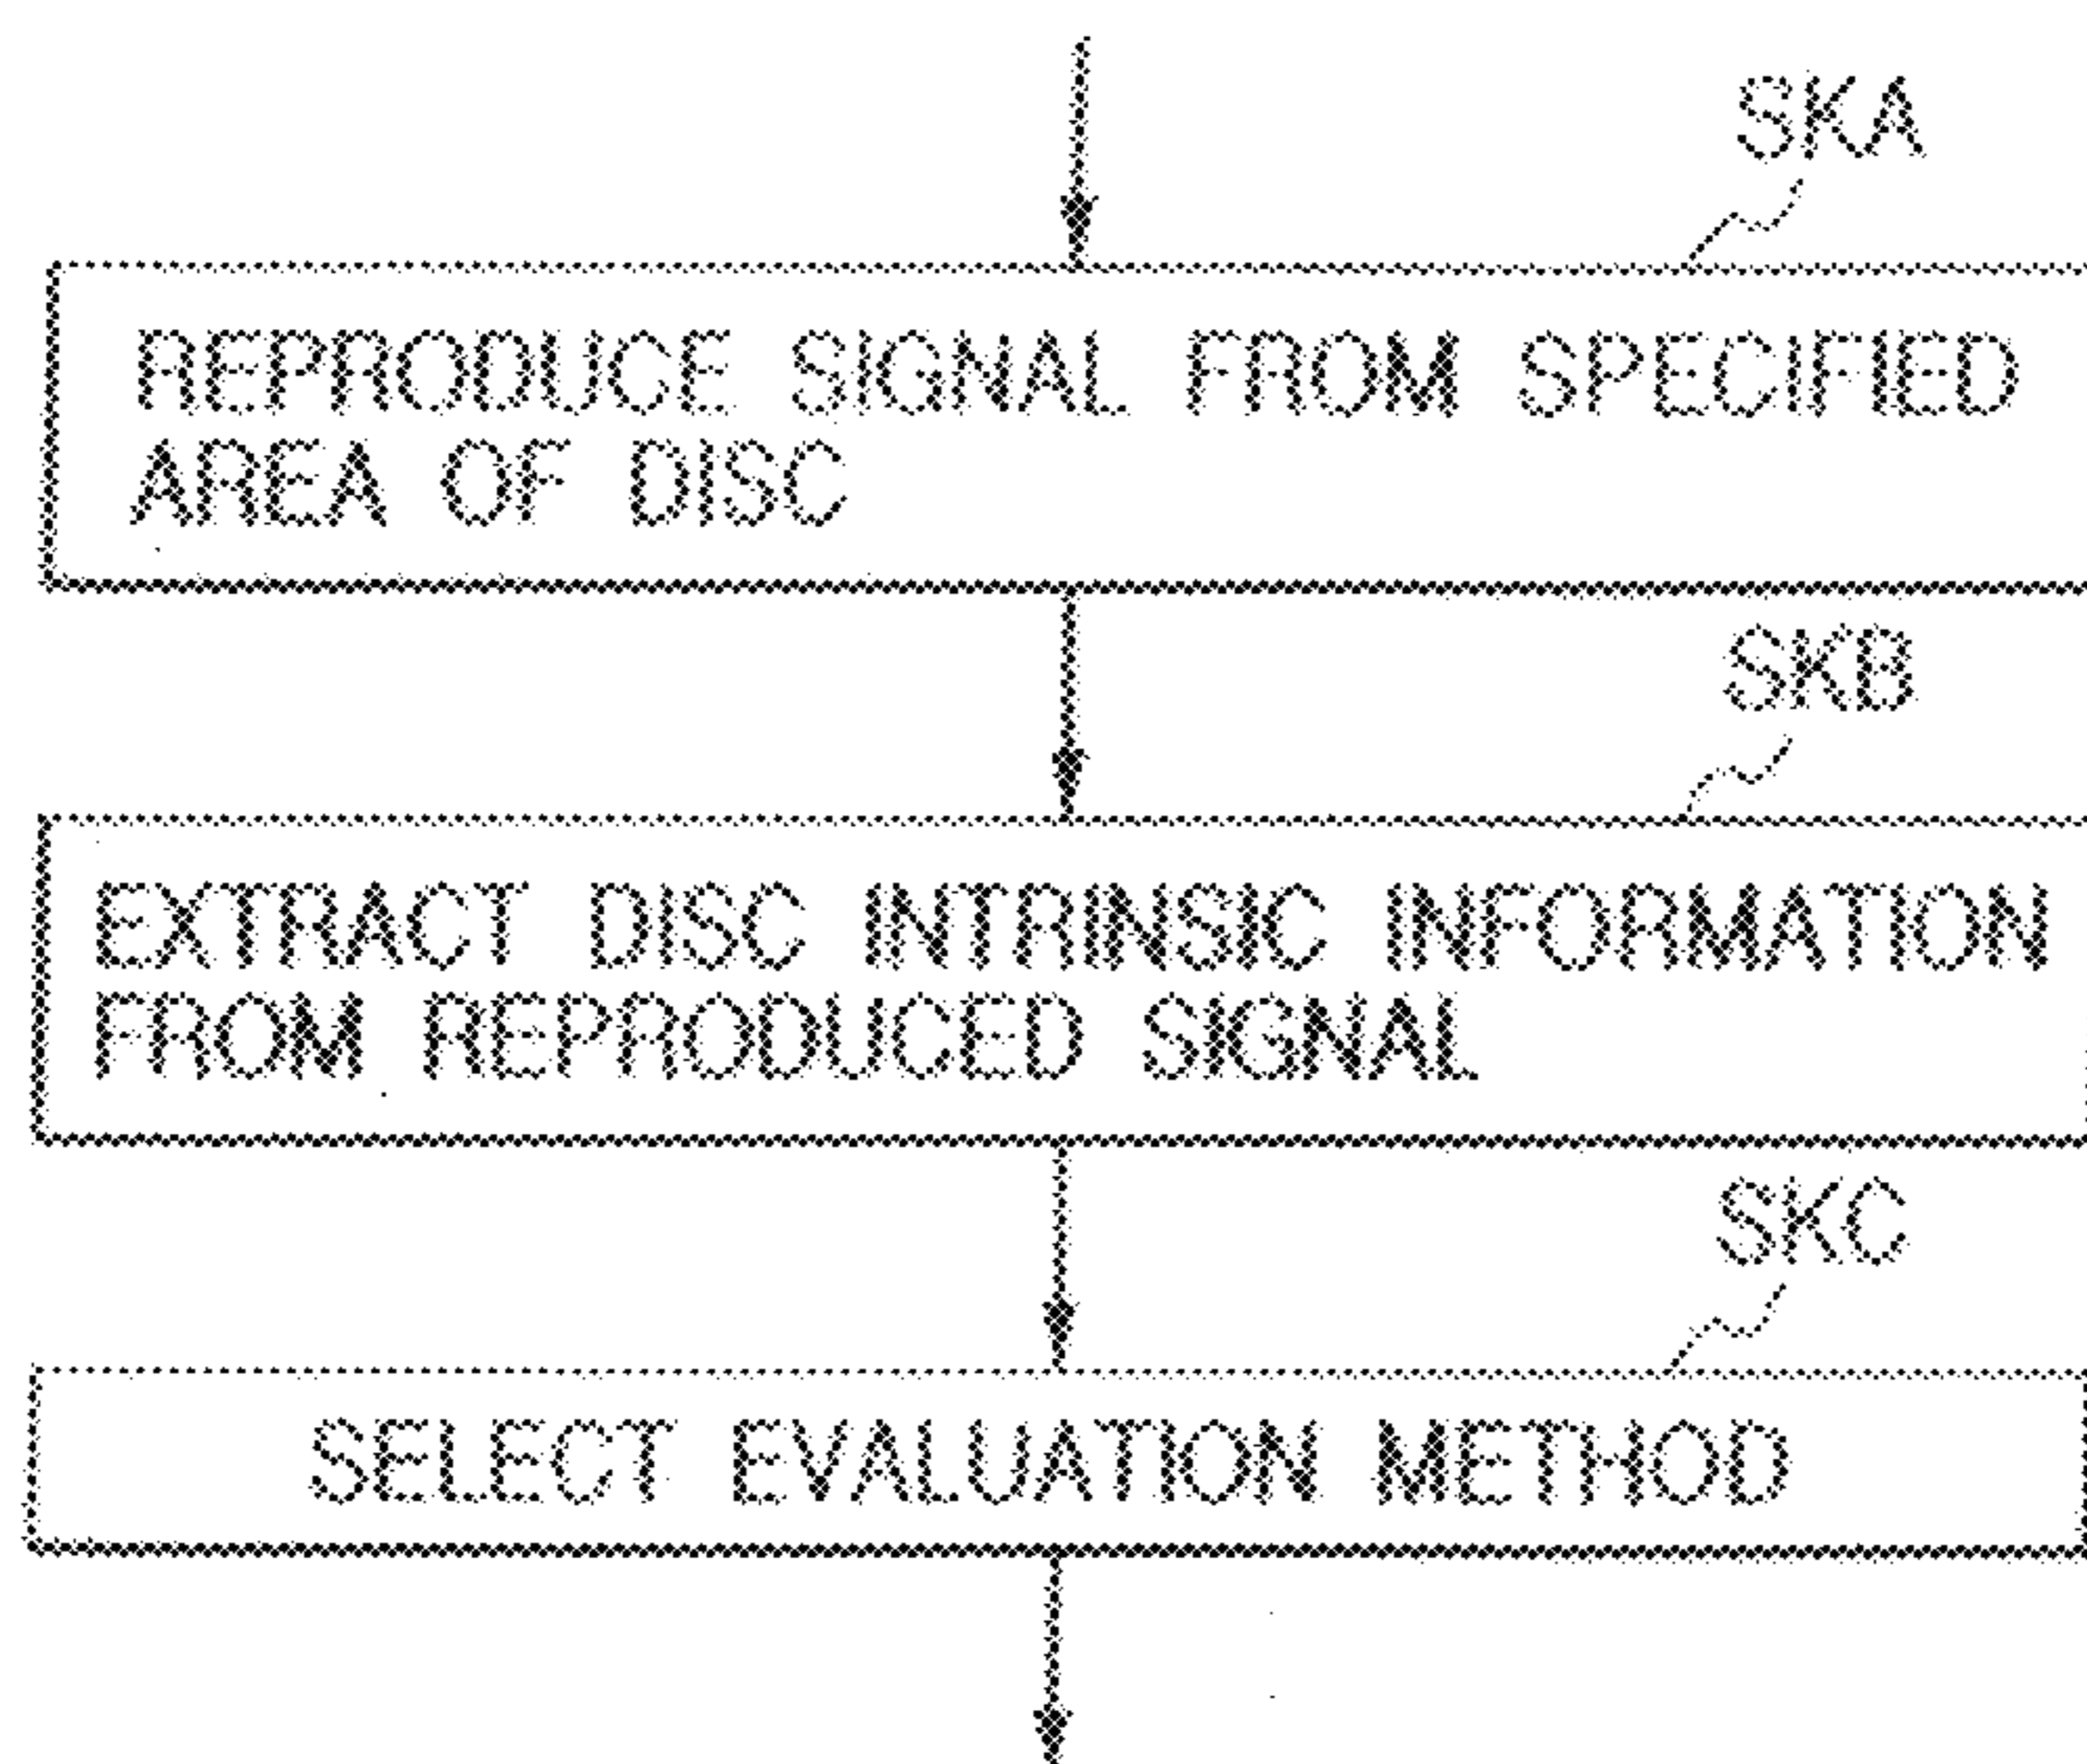 SKA
REPRODUCE SIGNAL FROM SPECIFIED
AREA OF DISC
SKB
EXTRACT DISC INTRINSIC INFORMATION
FROM REPRODUCED SIGNAL
SKC
SELECT EVALUATION METHOD